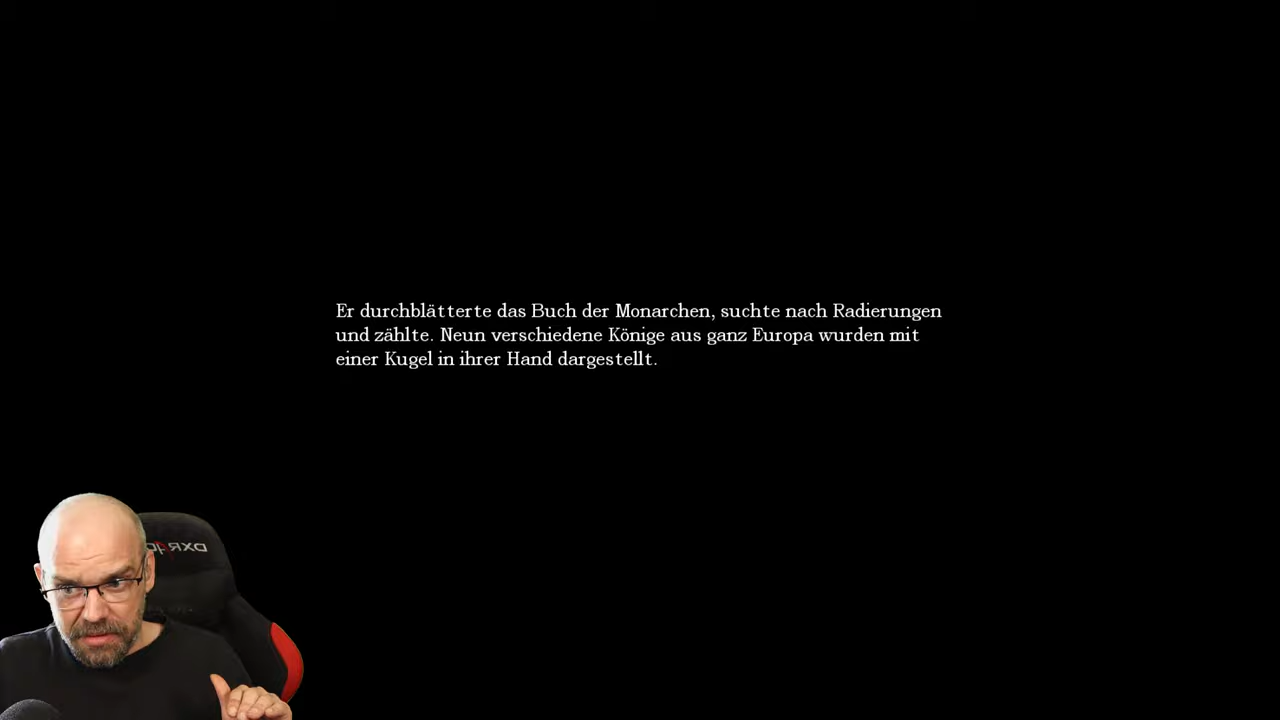 Er durchblätterte das Buch der Monarchen, suchte nach Radierungen
und zählte. Neun verschiedene Könige aus ganz Europa wurden mit
einer Kugel in ihrer Hand dargestellt.